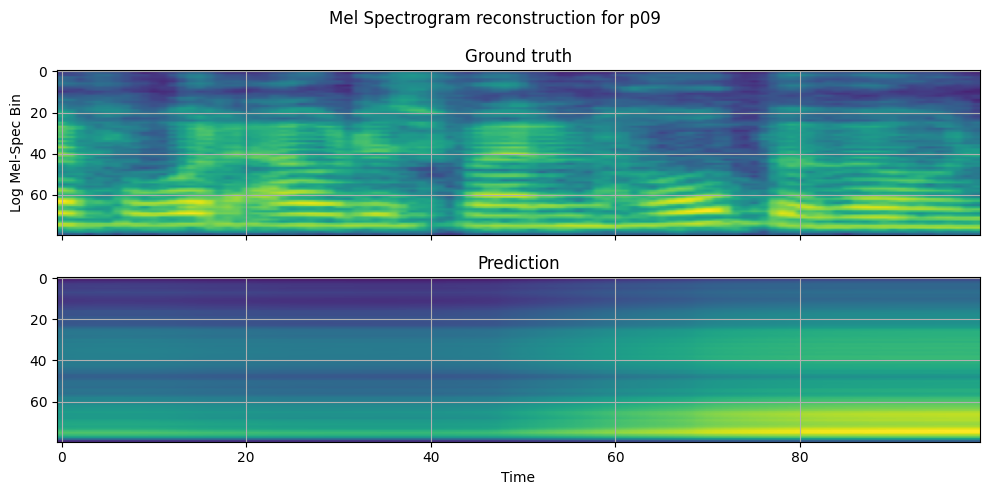 Mel Spectrogram reconstruction for p09
Ground truth
0
20
40
60
Log Mel-Spec Bin
Prediction
0
20
40
60
0 20 40 60 80
Time